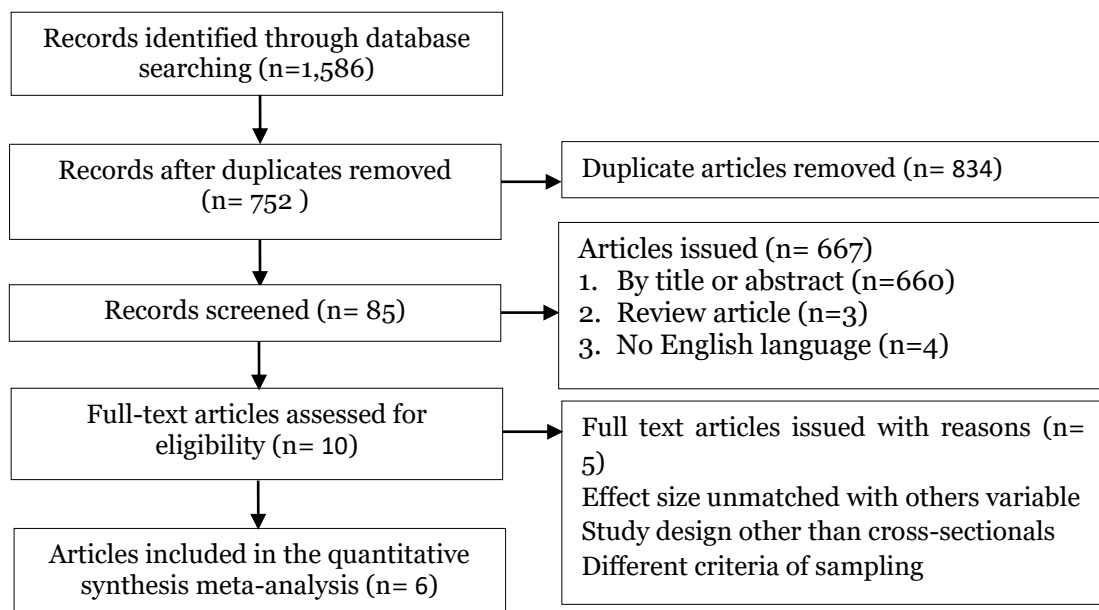 Records identified through database
searching (n=1,586)
Records after duplicates removed
(n= 752 )
Duplicate articles removed (n= 834)
Records screened (n= 85)
Articles issued (n= 667)
1. By title or abstract (n=660)
2. Review article (n=3)
3. No English language (n=4)
Full-text articles assessed for
eligibility (n= 10)
Full text articles issued with reasons (n=
5)
Effect size unmatched with others variable
Study design other than cross-sectionals
Different criteria of sampling
Articles included in the quantitative
synthesis meta-analysis (n= 6)